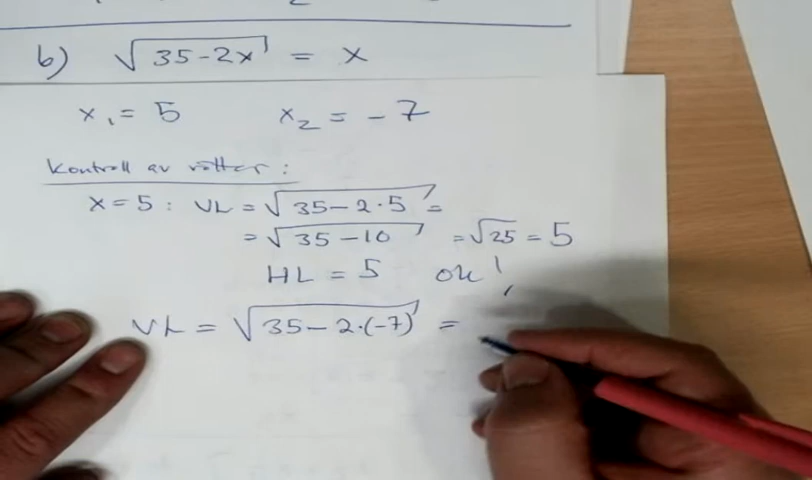 b) √(35-2x) = x
x₁ = 5 x₂ = -7
Kontroll av rötter:
x=5: VL = √(35-2·5) =
= √(35-10) = √25 = 5
HL = 5 ok!
VL = √(35-2·(-7)) =